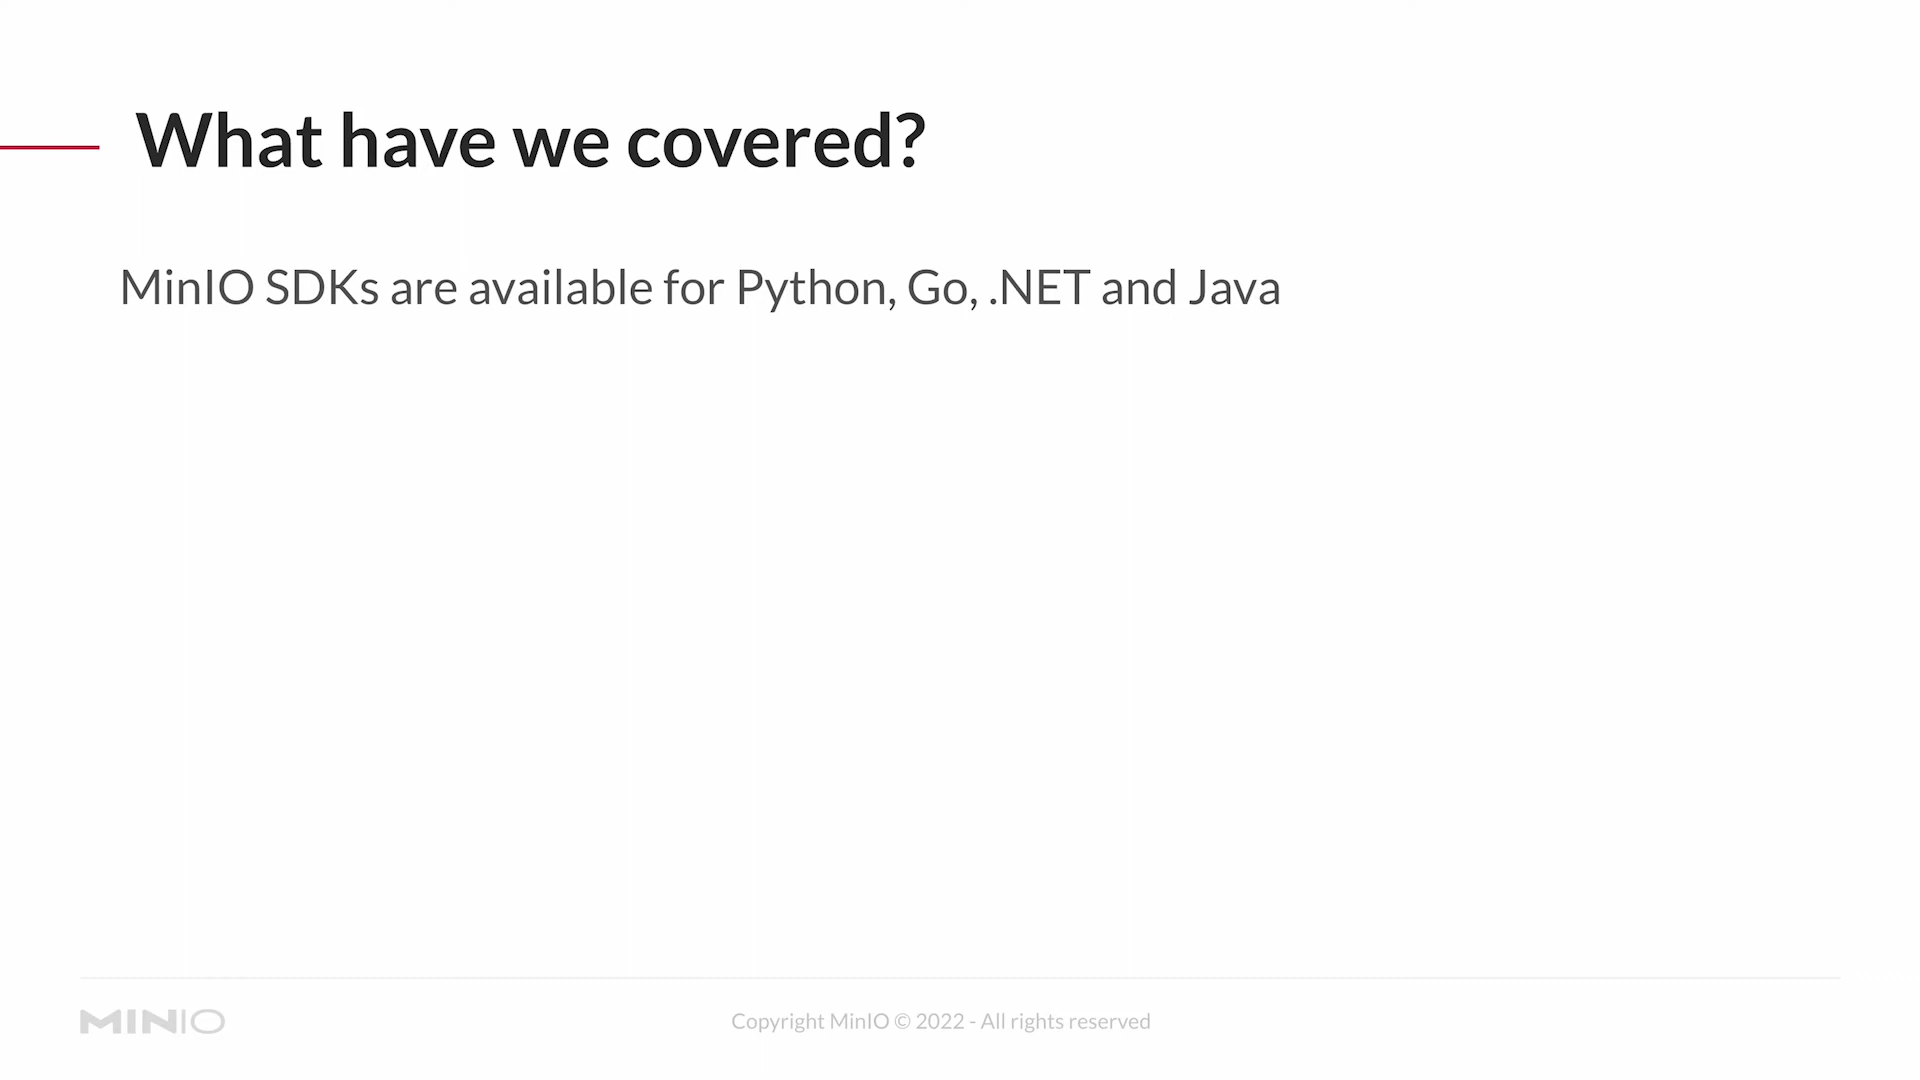 What have we covered?
MinIO SDKs are available for Python, Go, .NET and Java
MINIO
Copyright MinIO © 2022 - All rights reserved